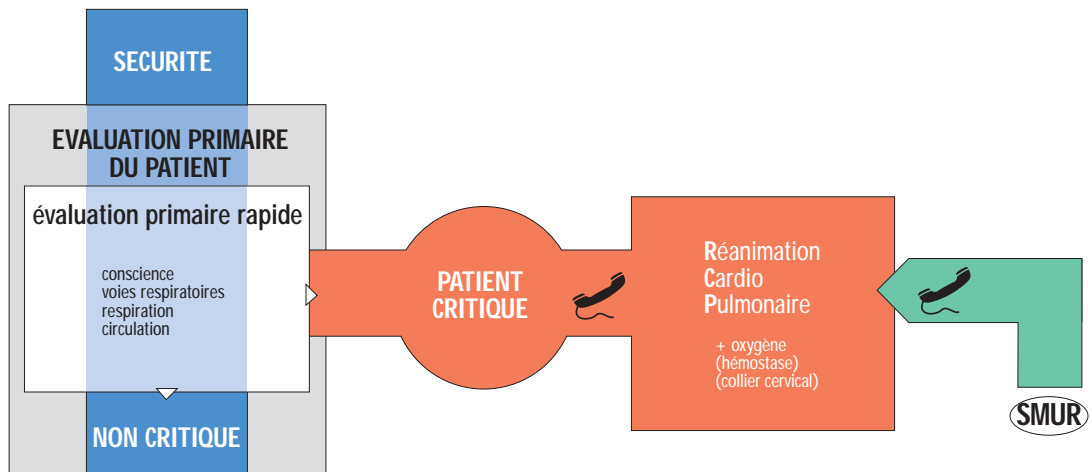 SÉCURITE
EVALUATION PRIMAIRE
DU PATIENT
évaluation primaire rapide
conscience
voies respiratoires
respiration
circulation
NON CRITIQUE
PATIENT
CRITIQUE
Réanimation
Cardio
Pulmonaire
+ oxygène
(hémostase)
(collier cervical)
SMUR